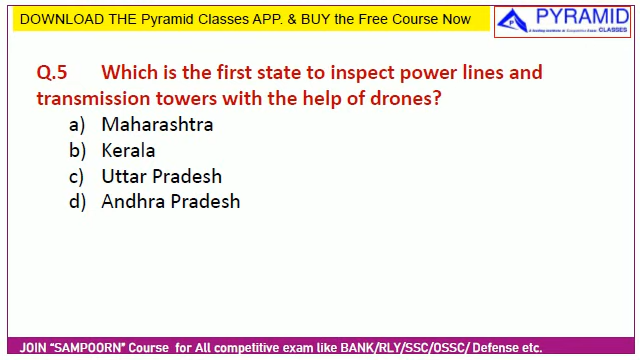 DOWNLOAD THE Pyramid Classes APP. & BUY the Free Course Now
PYRAMID
CLASSES
Q.5 Which is the first state to inspect power lines and
transmission towers with the help of drones?
a) Maharashtra
b) Kerala
c) Uttar Pradesh
d) Andhra Pradesh
JOIN "SAMPOORN" Course for All competitive exam like BANK/RLY/SSC/OSSC/ Defense etc.